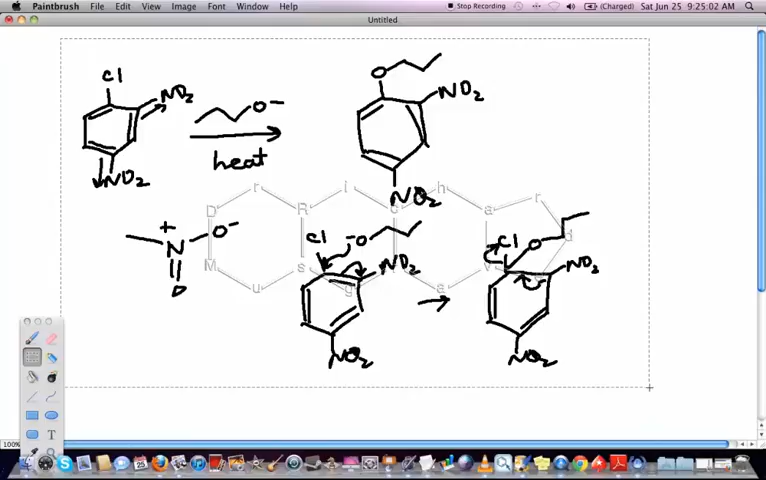 Paintbrush File Edit View Image Font Window Help Stop Recording (Charged) Sat Jun 25 9:25:02 AM
Untitled
Cl
NO2
O−
heat
NO2
O
NO2
NO2
D r R i c h a r d
M u s g a v
+
N
O−
O
Cl
−O
NO2
NO2
Cl
O
NO2
NO2
T
100%
25